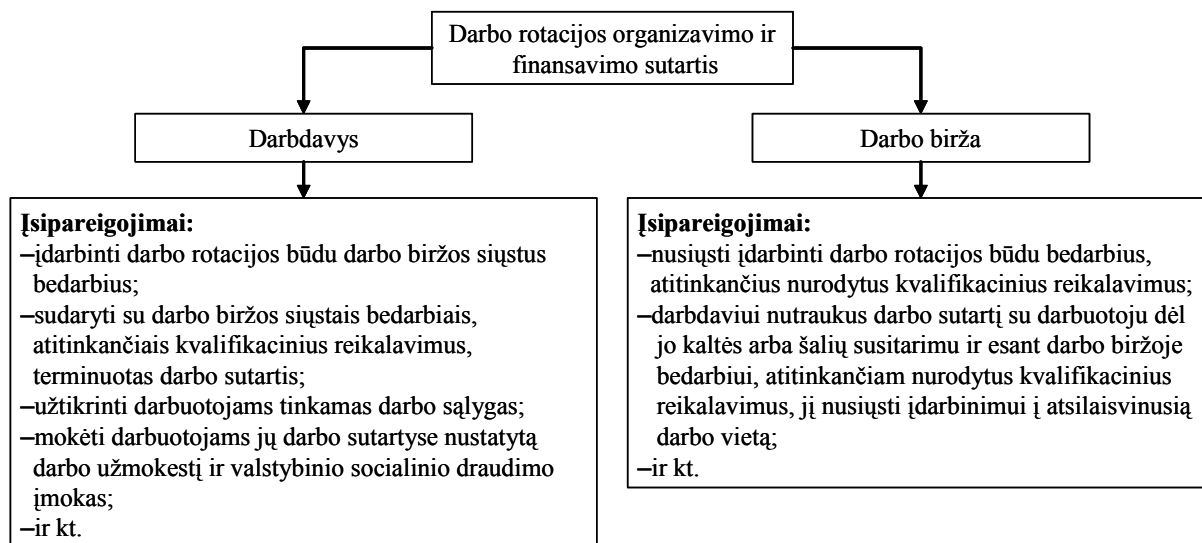 Darbo rotacijos organizavimo ir
finansavimo sutartis
Darbdavys
Darbo birža
Įsipareigojimai:
–įdarbinti darbo rotacijos būdu darbo biržos siųstus
bedarbius;
–sudaryti su darbo biržos siųstais bedarbiais,
atitinkančiais kvalifikacinius reikalavimus,
terminuotas darbo sutartis;
–užtikrinti darbuotojams tinkamas darbo sąlygas;
–mokėti darbuotojams jų darbo sutartyse nustatytą
darbo užmokestį ir valstybinio socialinio draudimo
įmokas;
–ir kt.
Įsipareigojimai:
–nusiųsti įdarbinti darbo rotacijos būdu bedarbius,
atitinkančius nurodytus kvalifikacinius reikalavimus;
–darbdaviui nutraukus darbo sutartį su darbuotoju dėl
jo kaltės arba šalių susitarimu ir esant darbo biržoje
bedarbiui, atitinkančiam nurodytus kvalifikacinius
reikalavimus, jį nusiųsti įdarbinimui į atsilaisvinusią
darbo vietą;
–ir kt.